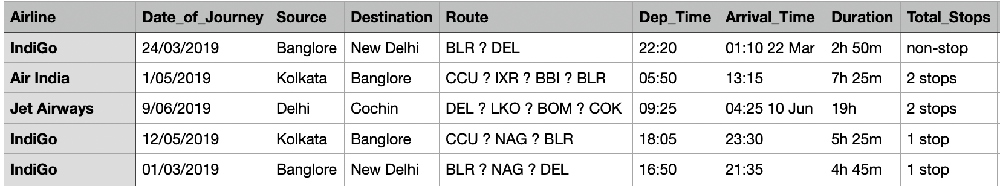 Airline Date_of_Journey Source Destination Route Dep_Time Arrival_Time Duration Total_Stops
IndiGo 24/03/2019 Banglore New Delhi BLR ? DEL 22:20 01:10 22 Mar 2h 50m non-stop
Air India 1/05/2019 Kolkata Banglore CCU ? IXR ? BBI ? BLR 05:50 13:15 7h 25m 2 stops
Jet Airways 9/06/2019 Delhi Cochin DEL ? LKO ? BOM ? COK 09:25 04:25 10 Jun 19h 2 stops
IndiGo 12/05/2019 Kolkata Banglore CCU ? NAG ? BLR 18:05 23:30 5h 25m 1 stop
IndiGo 01/03/2019 Banglore New Delhi BLR ? NAG ? DEL 16:50 21:35 4h 45m 1 stop